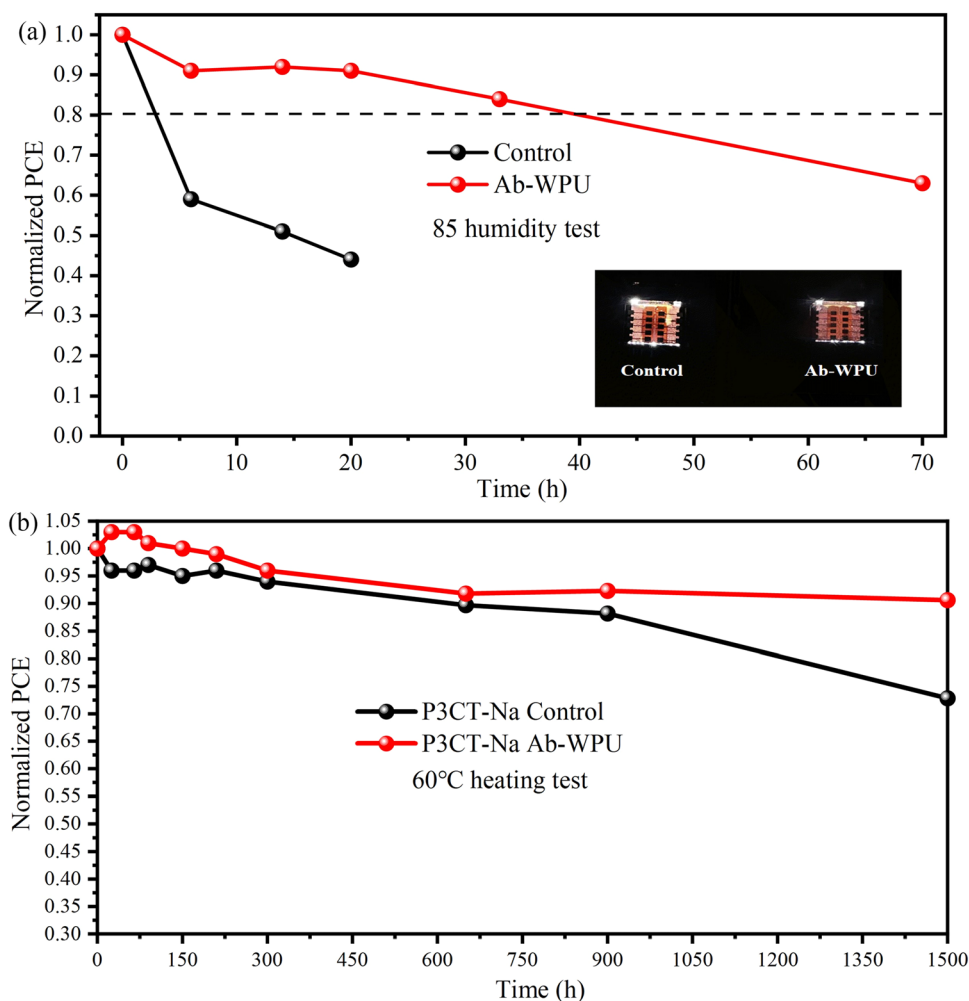 (a)
1.0
0.9
0.8
0.7
0.6
0.5
0.4
0.3
0.2
0.1
0.0
Normalized PCE
Control
Ab-WPU
85 humidity test
Control
Ab-WPU
0 10 20 30 40 50 60 70
Time (h)
(b)
1.05
1.00
0.95
0.90
0.85
0.80
0.75
0.70
0.65
0.60
0.55
0.50
0.45
0.40
0.35
0.30
Normalized PCE
P3CT-Na Control
P3CT-Na Ab-WPU
60℃ heating test
0 150 300 450 600 750 900 1050 1200 1350 1500
Time (h)